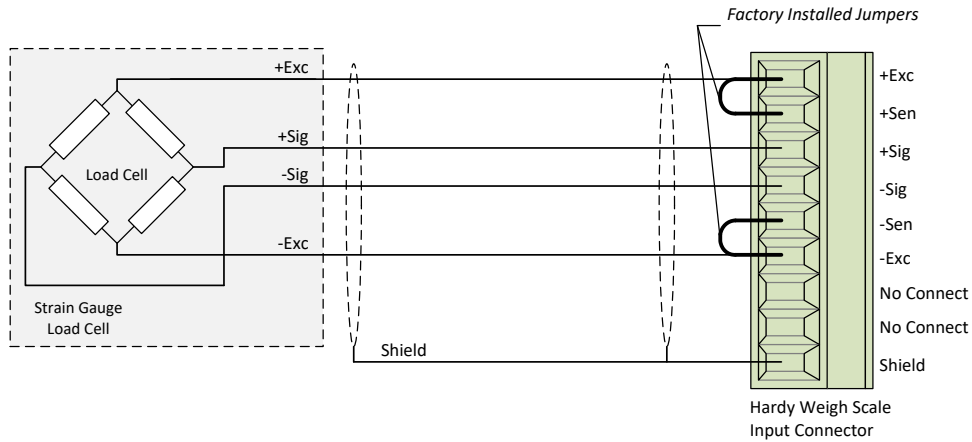 Factory Installed Jumpers
+Exc
+Exc
+Sen
+Sig
+Sig
Load Cell
-Sig
-Sig
-Sen
-Exc
-Exc
No Connect
Strain Gauge
Load Cell
No Connect
Shield
Shield
Hardy Weigh Scale
Input Connector